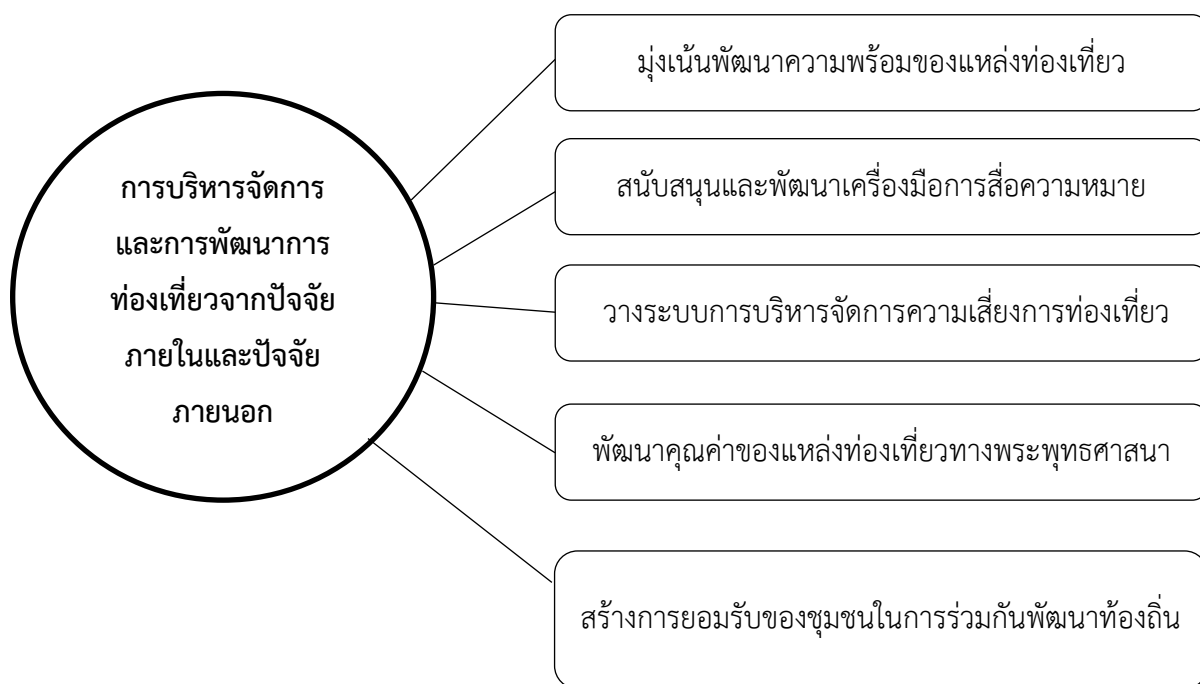 การบริหารจัดการ
และการพัฒนาการ
ท่องเที่ยวจากปัจจัย
ภายในและปัจจัย
ภายนอก
มุ่งเน้นพัฒนาความพร้อมของแหล่งท่องเที่ยว
สนับสนุนและพัฒนาเครื่องมือการสื่อความหมาย
วางระบบการบริหารจัดการความเสี่ยงการท่องเที่ยว
พัฒนาคุณค่าของแหล่งท่องเที่ยวทางพระพุทธศาสนา
สร้างการยอมรับของชุมชนในการร่วมกันพัฒนาท้องถิ่น